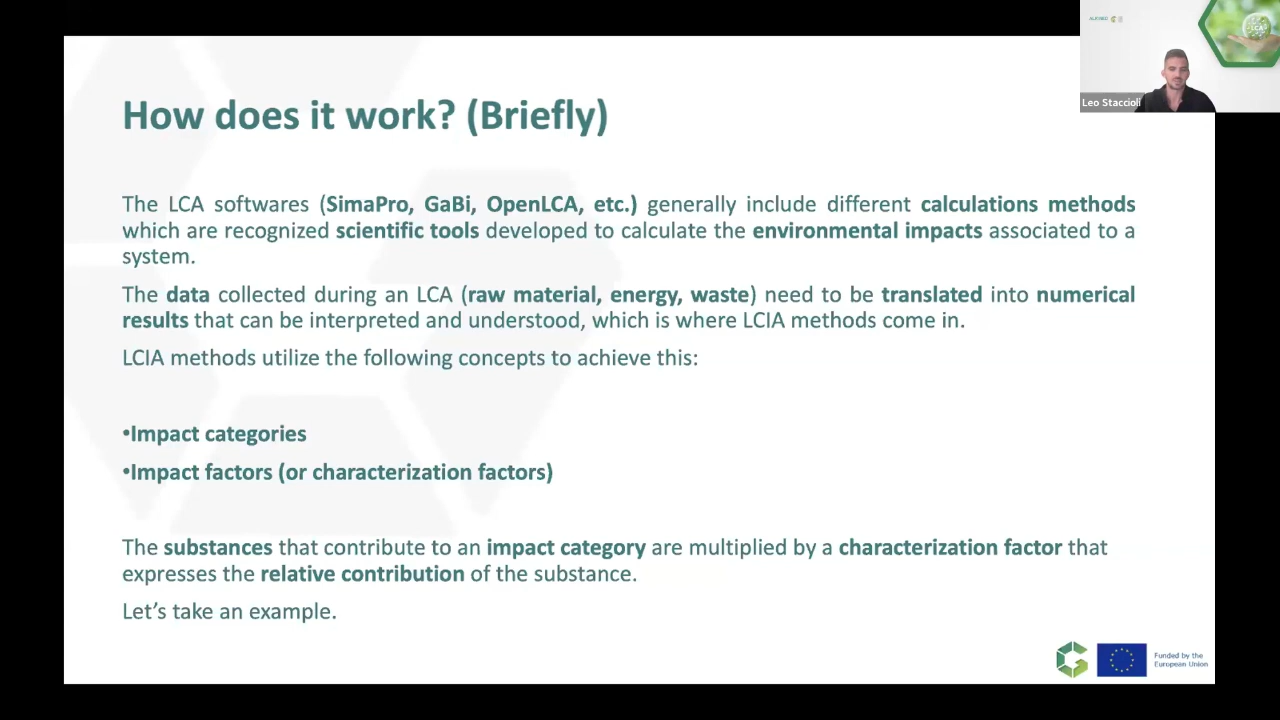 How does it work? (Briefly)
The LCA softwares (SimaPro, GaBi, OpenLCA, etc.) generally include different calculations methods
which are recognized scientific tools developed to calculate the environmental impacts associated to a
system.
The data collected during an LCA (raw material, energy, waste) need to be translated into numerical
results that can be interpreted and understood, which is where LCIA methods come in.
LCIA methods utilize the following concepts to achieve this:
•Impact categories
•Impact factors (or characterization factors)
The substances that contribute to an impact category are multiplied by a characterization factor that
expresses the relative contribution of the substance.
Let’s take an example.
Funded by the
European Union
Leo Staccioli
LCA